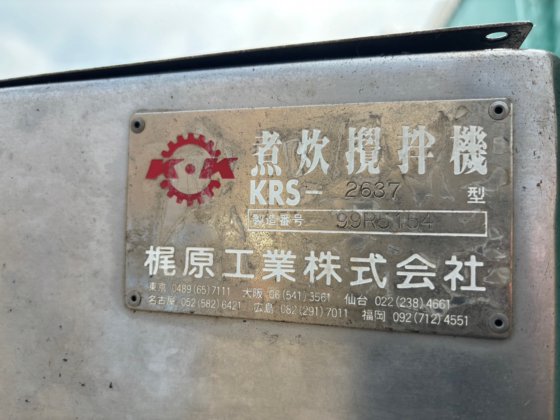 KK
煮炊攪拌機
KRS-2637型
製造番号 99R5154
梶原工業株式会社
東京 0489(65)7111 大阪 06(541)3561 仙台 022(238)4661
名古屋 052(582)6421 広島 082(291)7011 福岡 092(712)4551